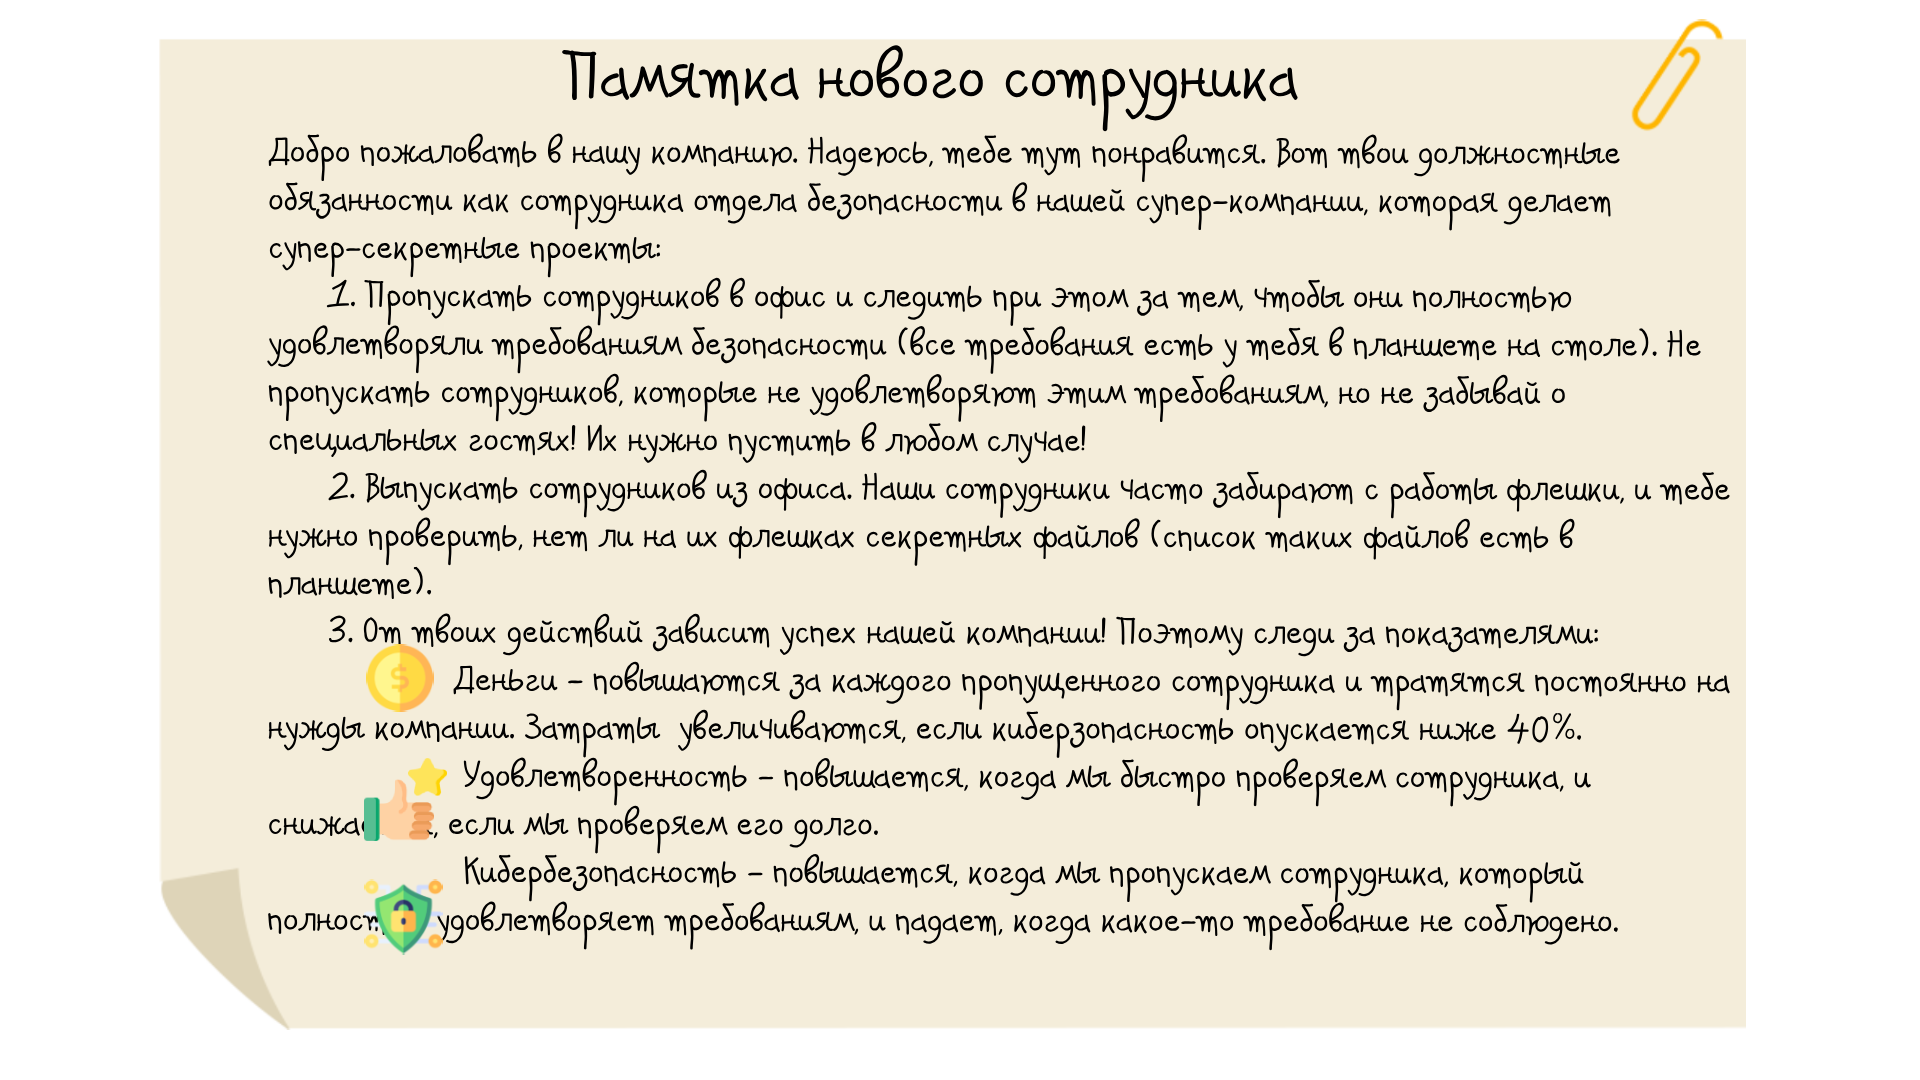 Памятка нового сотрудника
Добро пожаловать в нашу компанию. Надеюсь, тебе тут понравится. Вот твои должностные
обязанности как сотрудника отдела безопасности в нашей супер-компании, которая делает
супер-секретные проекты:
1. Пропускать сотрудников в офис и следить при этом за тем, чтобы они полностью
удовлетворяли требованиям безопасности (все требования есть у тебя в планшете на столе). Не
пропускать сотрудников, которые не удовлетворяют этим требованиям, но не забывай о
специальных гостях! Их нужно пустить в любом случае!
2. Выпускать сотрудников из офиса. Наши сотрудники часто забирают с работы флешки, и тебе
нужно проверить, нет ли на их флешках секретных файлов (список таких файлов есть в
планшете).
3. От твоих действий зависит успех нашей компании! Поэтому следи за показателями:
$ Деньги - повышаются за каждого пропущенного сотрудника и тратятся постоянно на
нужды компании. Затраты увеличиваются, если киберзопасность опускается ниже 40%.
Удовлетворенность - повышается, когда мы быстро проверяем сотрудника, и
если мы проверяем его долго.
Кибербезопасность - повышается, когда мы пропускаем сотрудника, который
удовлетворяет требованиям, и падает, когда какое-то требование не соблюдено.